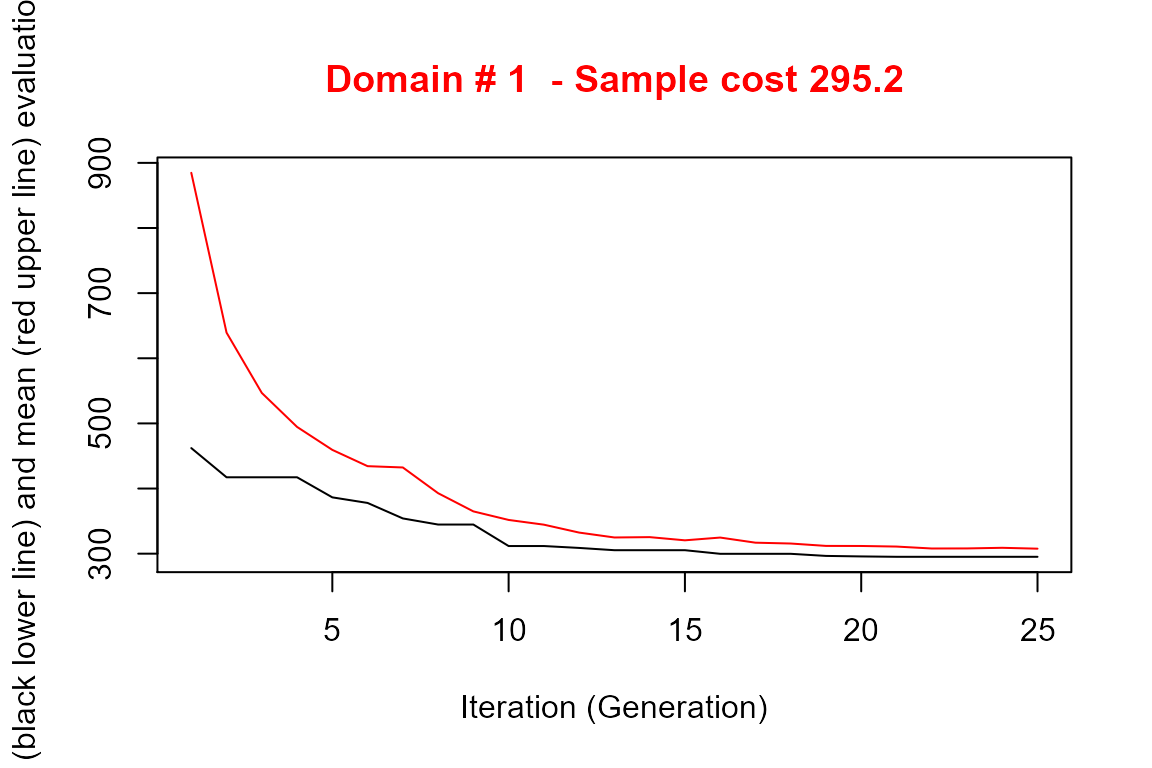 Domain # 1  - Sample cost 295.2
(black lower line) and mean (red upper line) evaluatio
900
700
500
300
5 10 15 20 25
Iteration (Generation)